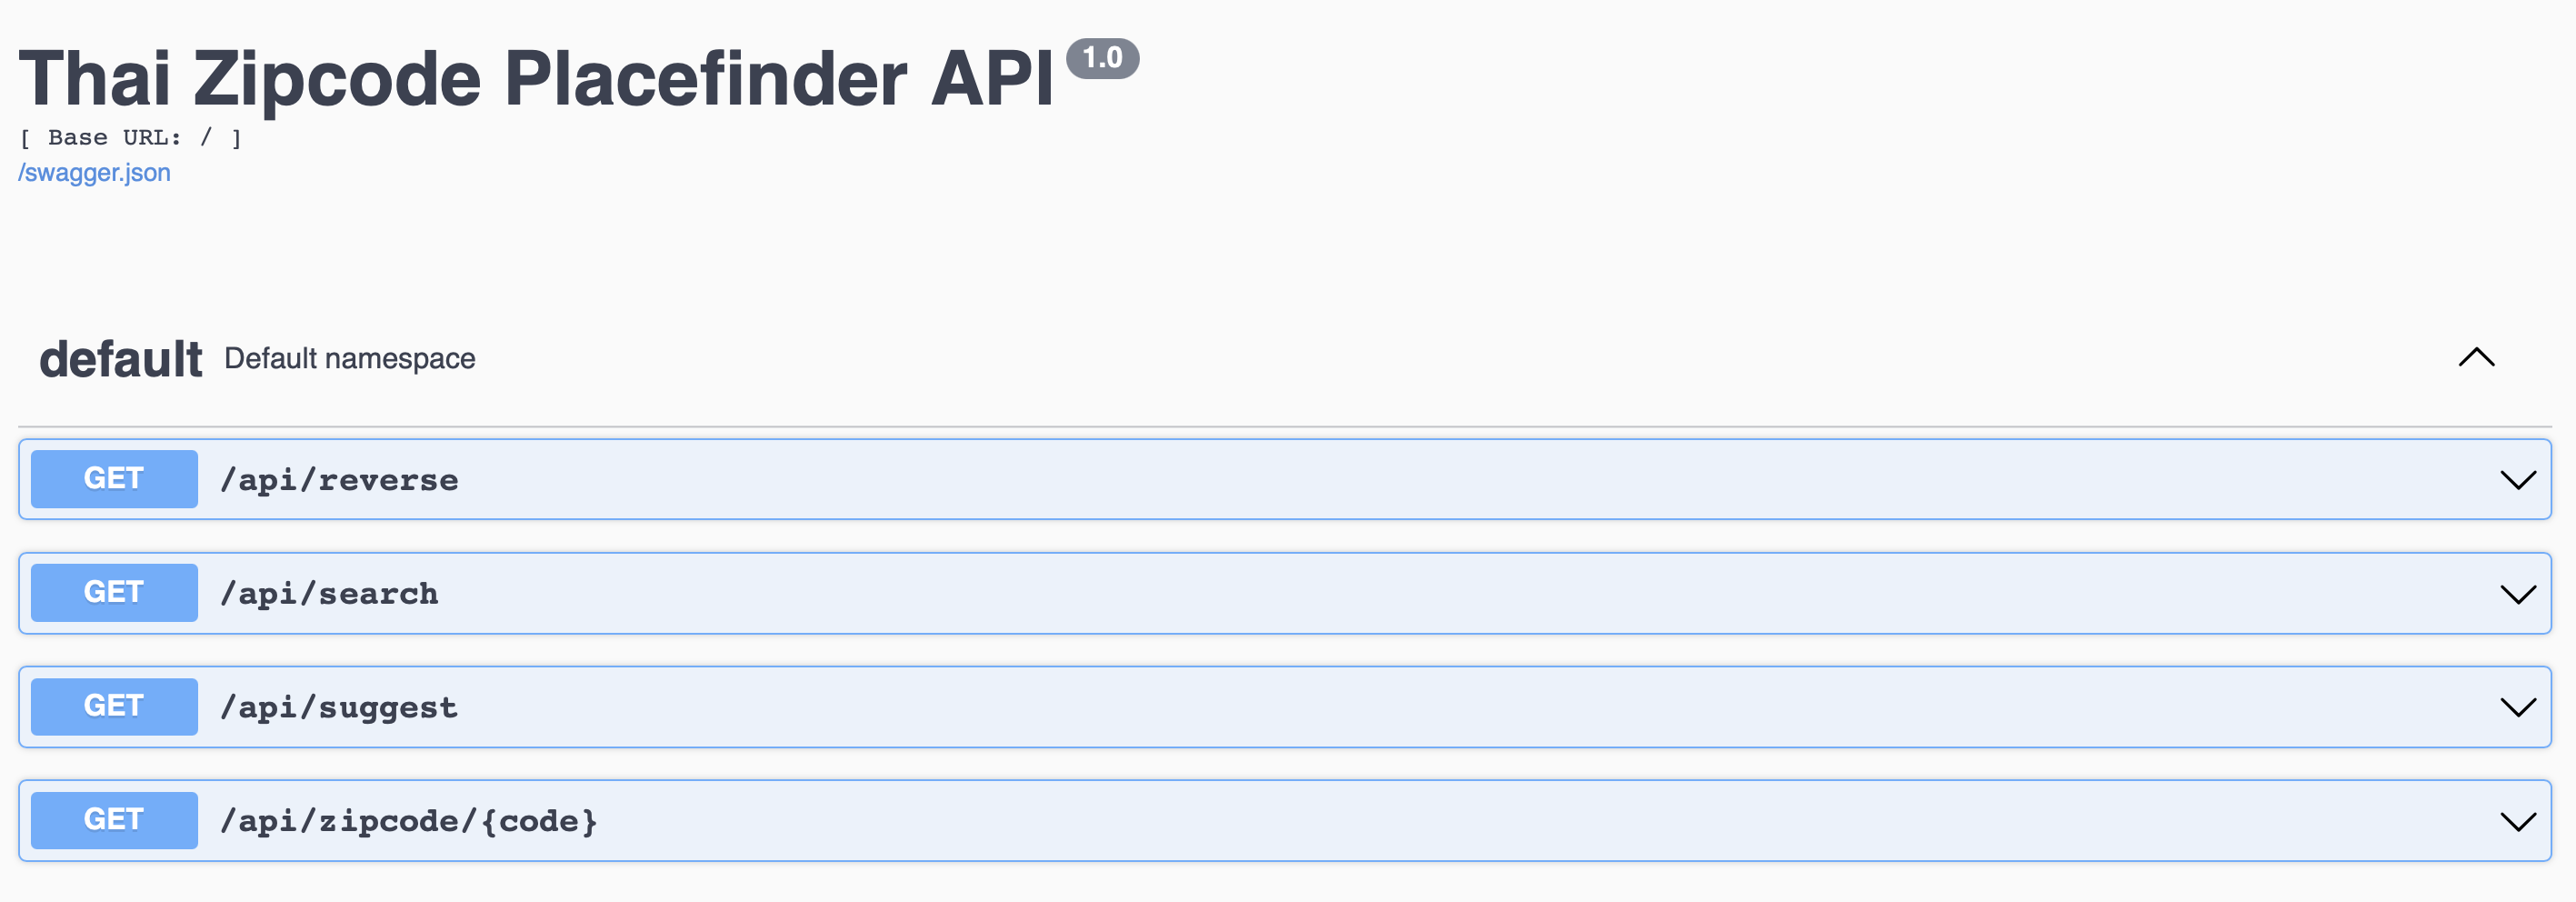 Thai Zipcode Placefinder API 1.0
[ Base URL: / ]
/swagger.json
default Default namespace
GET /api/reverse
GET /api/search
GET /api/suggest
GET /api/zipcode/{code}